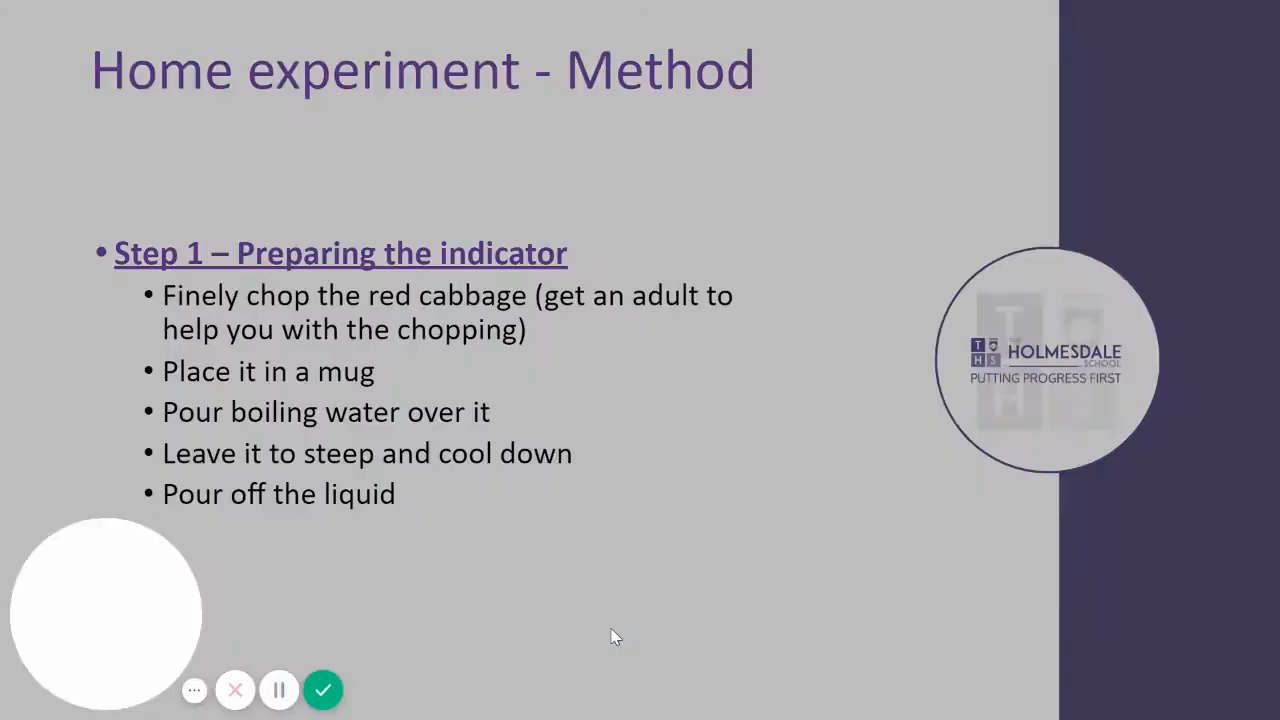 Home experiment - Method
• Step 1 – Preparing the indicator
• Finely chop the red cabbage (get an adult to
help you with the chopping)
• Place it in a mug
• Pour boiling water over it
• Leave it to steep and cool down
• Pour off the liquid
T
H S
HOLMESDALE
SCHOOL
PUTTING PROGRESS FIRST